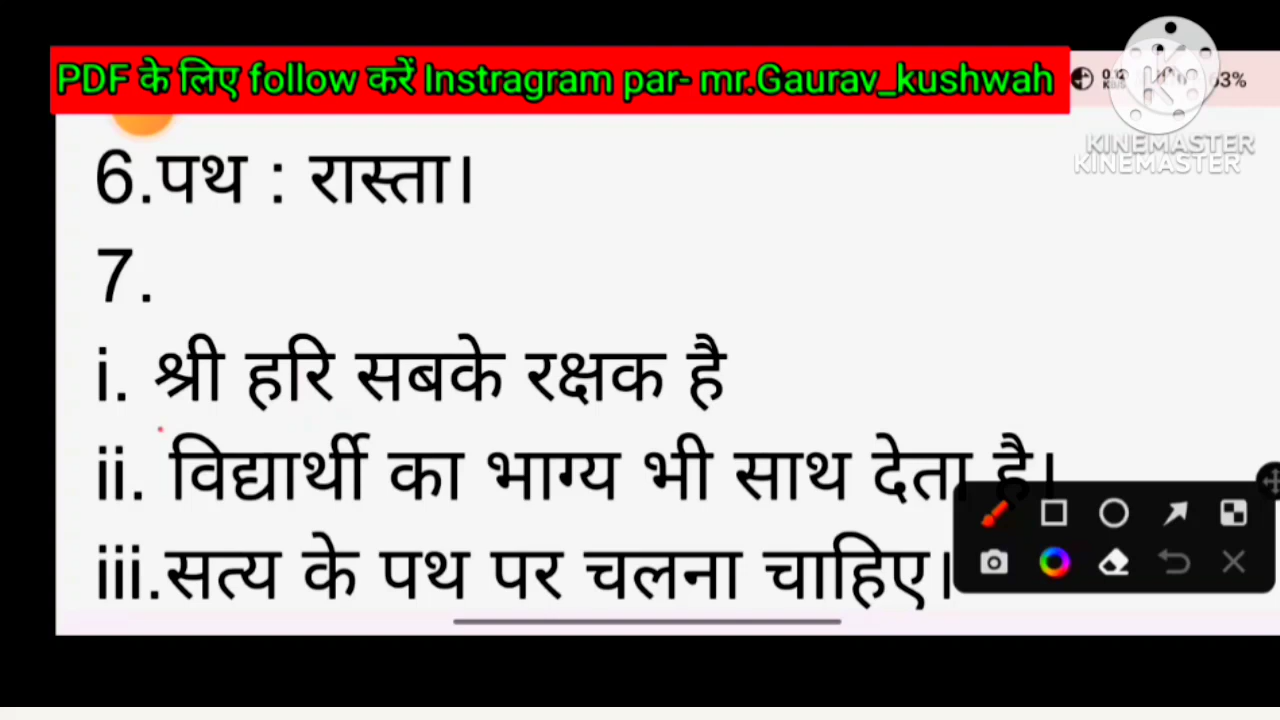 PDF के लिए follow करें Instragram par- mr.Gaurav_kushwah
KINEMASTER
KINEMASTER
6.पथ : रास्ता।
7.
i. श्री हरि सबके रक्षक है
ii. विद्यार्थी का भाग्य भी साथ देता है।
iii.सत्य के पथ पर चलना चाहिए।